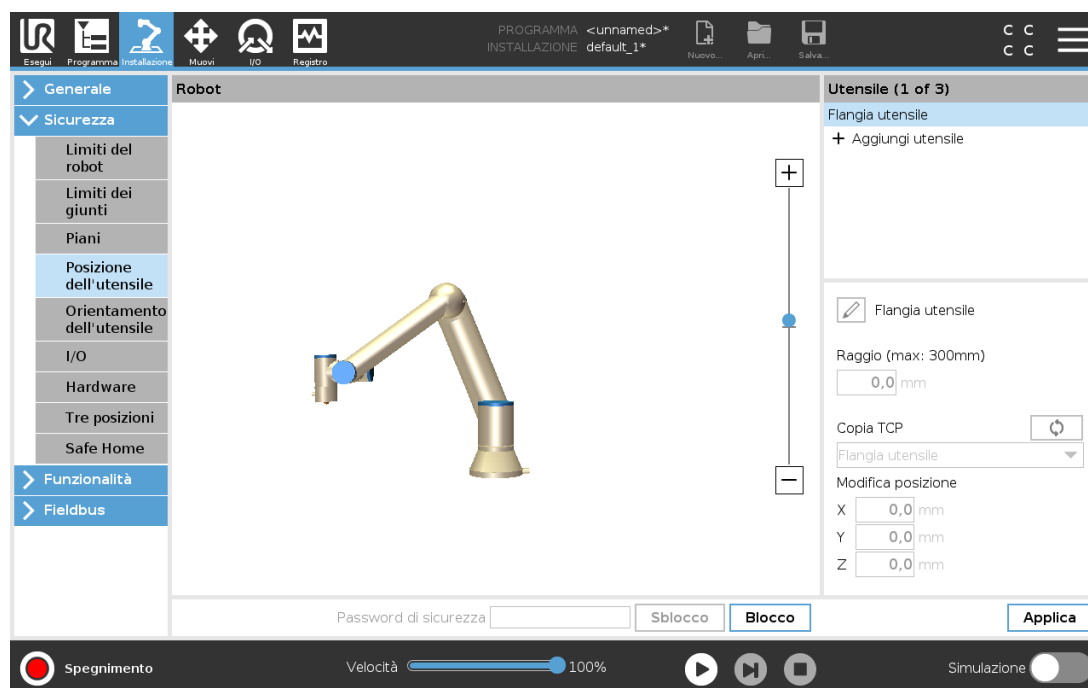 UR
PROGRAMMA <unnamed>*
INSTALLAZIONE default_1*
Esegui Programma Installazione Muovi I/O Registro Nuovo... Apri... Salva...
C C
C C
Generale
Sicurezza
Limiti del
robot
Limiti dei
giunti
Piani
Posizione
dell'utensile
Orientamento
dell'utensile
I/O
Hardware
Tre posizioni
Safe Home
Funzionalità
Fieldbus
Robot
Utensile (1 of 3)
Flangia utensile
+ Aggiungi utensile
Flangia utensile
Raggio (max: 300mm)
0,0 mm
Copia TCP
Flangia utensile
Modifica posizione
X 0,0 mm
Y 0,0 mm
Z 0,0 mm
Password di sicurezza Sblocco Blocco Applica
Spegnimento Velocità 100% Simulazione